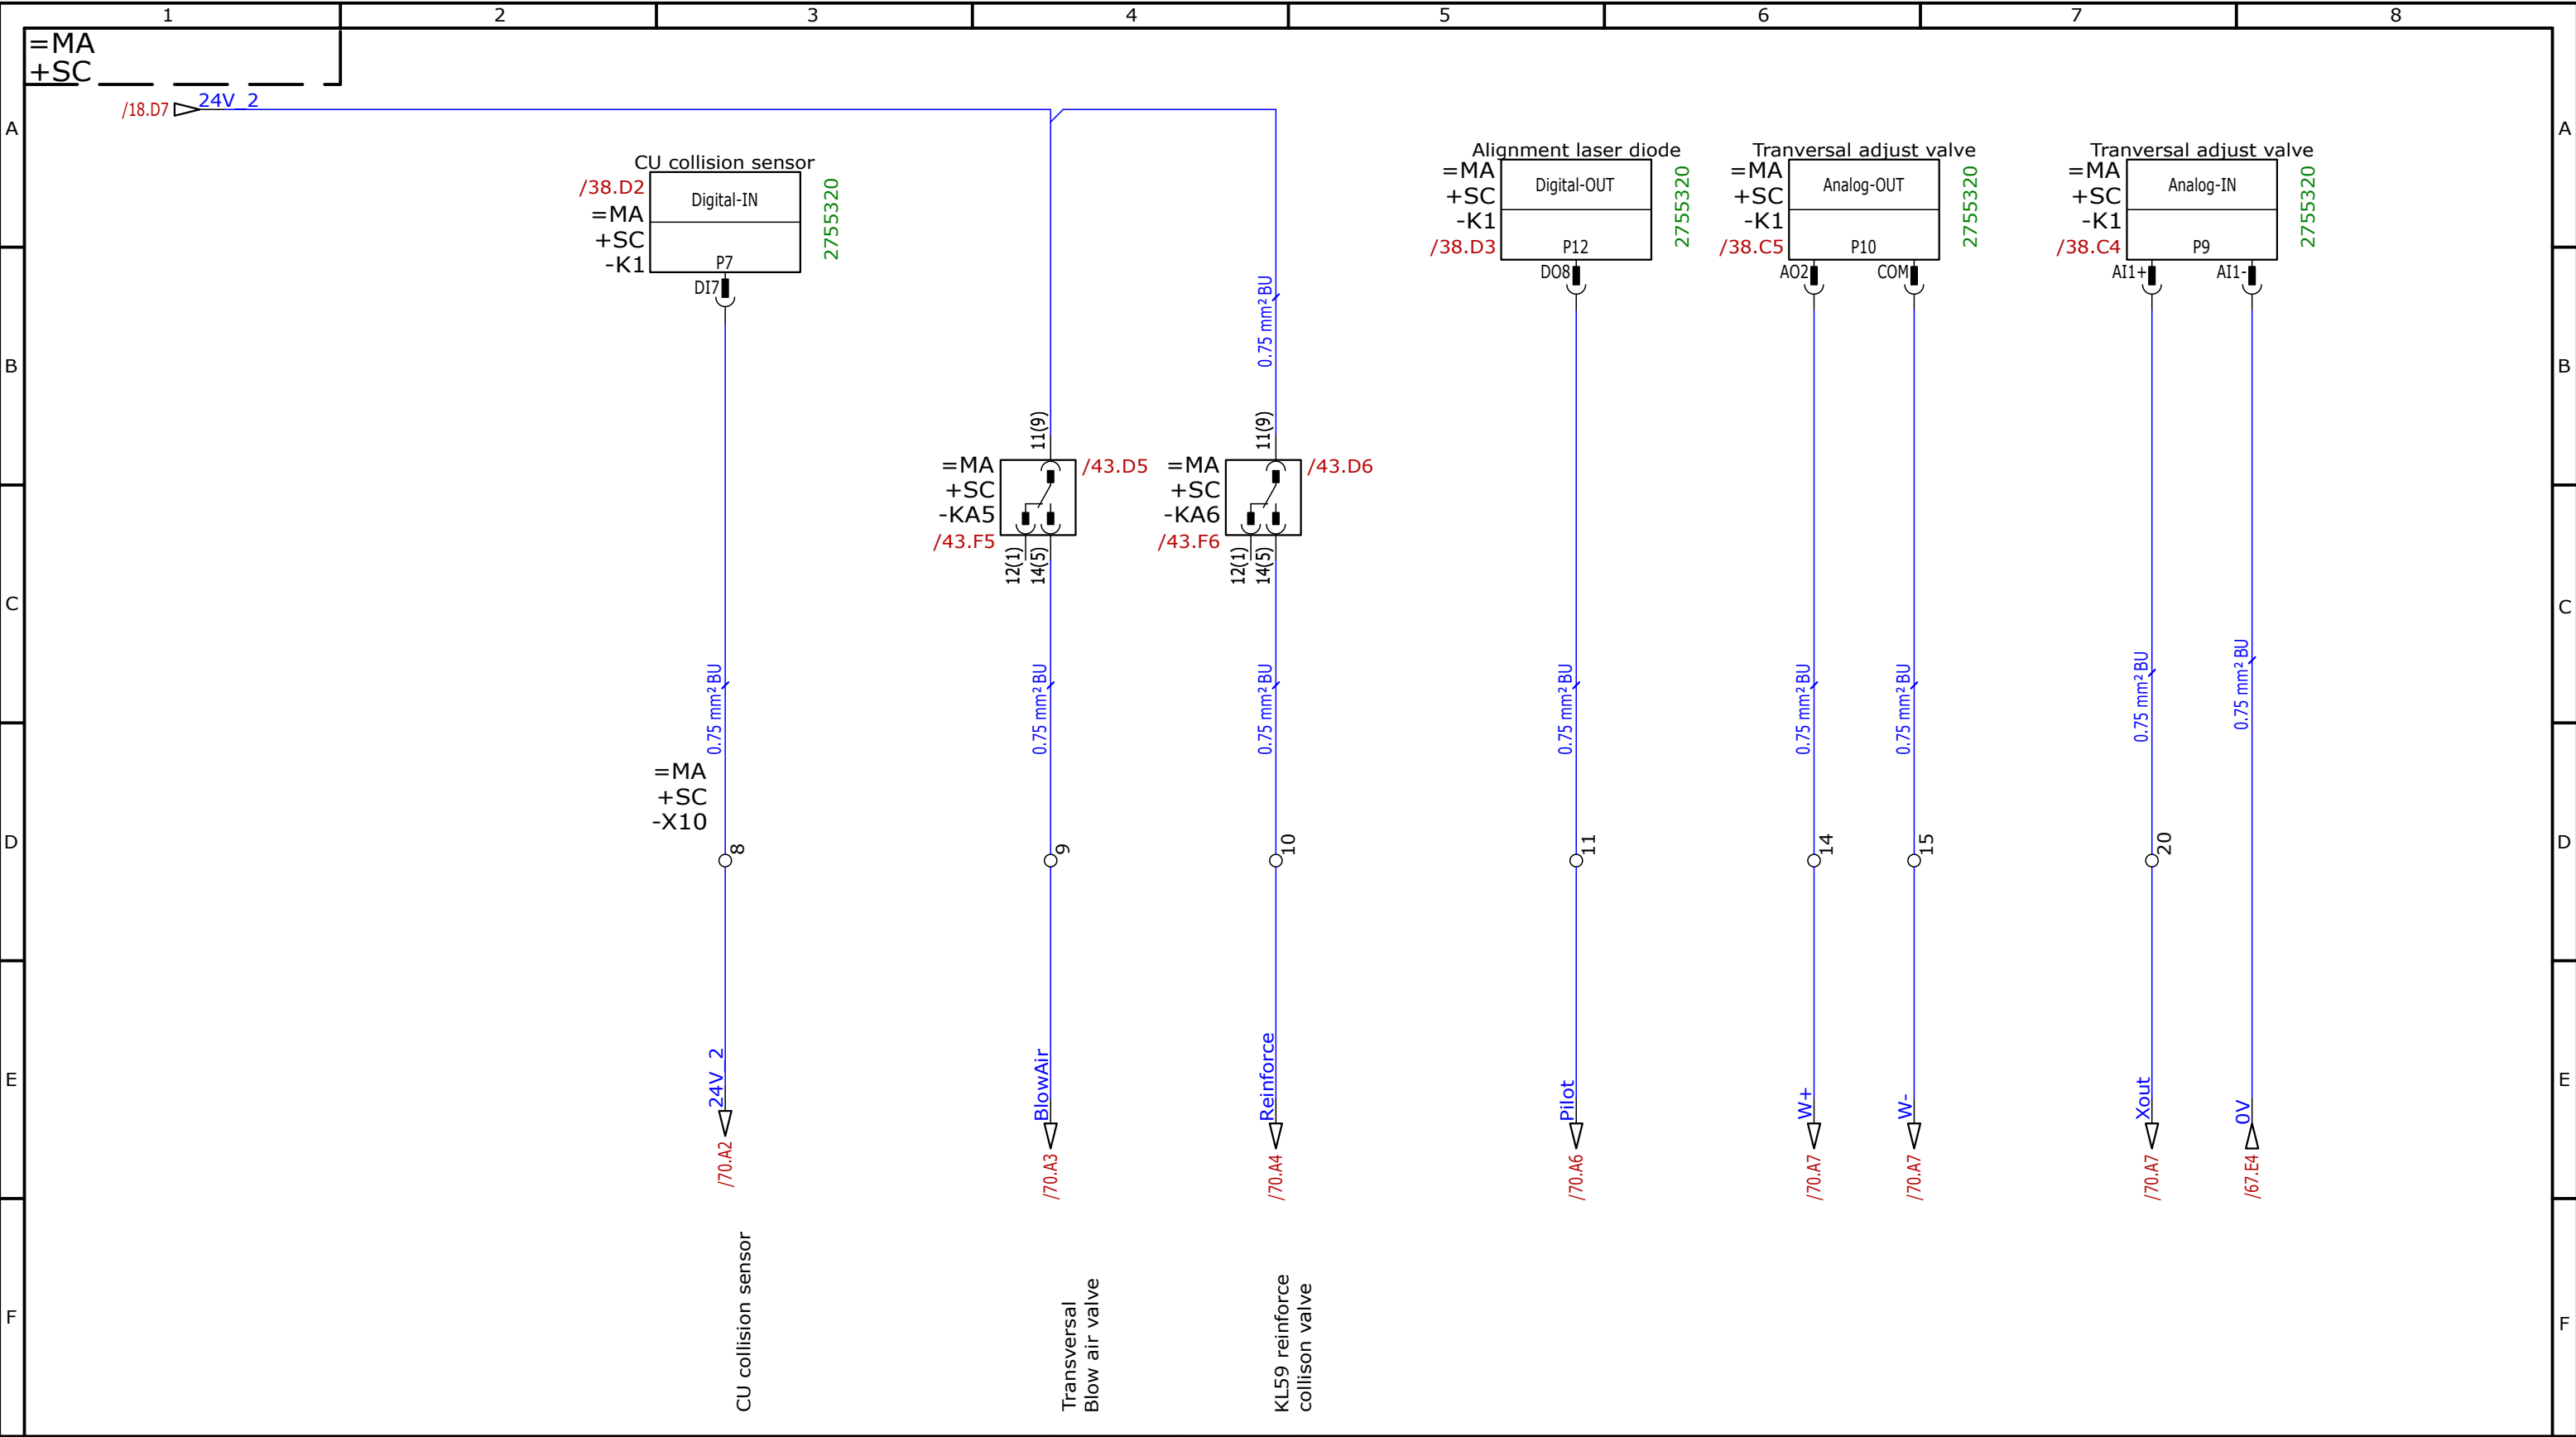 1 2 3 4 5 6 7 8
=MA
+SC
/18.D7 24V_2
A A
CU collision sensor
/38.D2
=MA
+SC
-K1
Digital-IN
P7
2755320
DI7
Alignment laser diode
=MA
+SC
-K1
/38.D3
Digital-OUT
P12
2755320
DO8
Tranversal adjust valve
=MA
+SC
-K1
/38.C5
Analog-OUT
P10
2755320
AO2 COM
Tranversal adjust valve
=MA
+SC
-K1
/38.C4
Analog-IN
P9
2755320
AI1+ AI1-
B B
0.75 mm² BU
11(9)
=MA
+SC
-KA5
/43.F5
/43.D5
12(1)
14(5)
11(9)
=MA
+SC
-KA6
/43.F6
/43.D6
12(1)
14(5)
C C
0.75 mm² BU
0.75 mm² BU
0.75 mm² BU
0.75 mm² BU
0.75 mm² BU
0.75 mm² BU
0.75 mm² BU
0.75 mm² BU
=MA
+SC
-X10
D D
8
9
10
11
14
15
20
E E
24V_2
BlowAir
Reinforce
Pilot
W+
W-
Xout
0V
/70.A2
/70.A3
/70.A4
/70.A6
/70.A7
/70.A7
/70.A7
/67.E4
F F
CU collision sensor
Transversal
Blow air valve
KL59 reinforce
collison valve